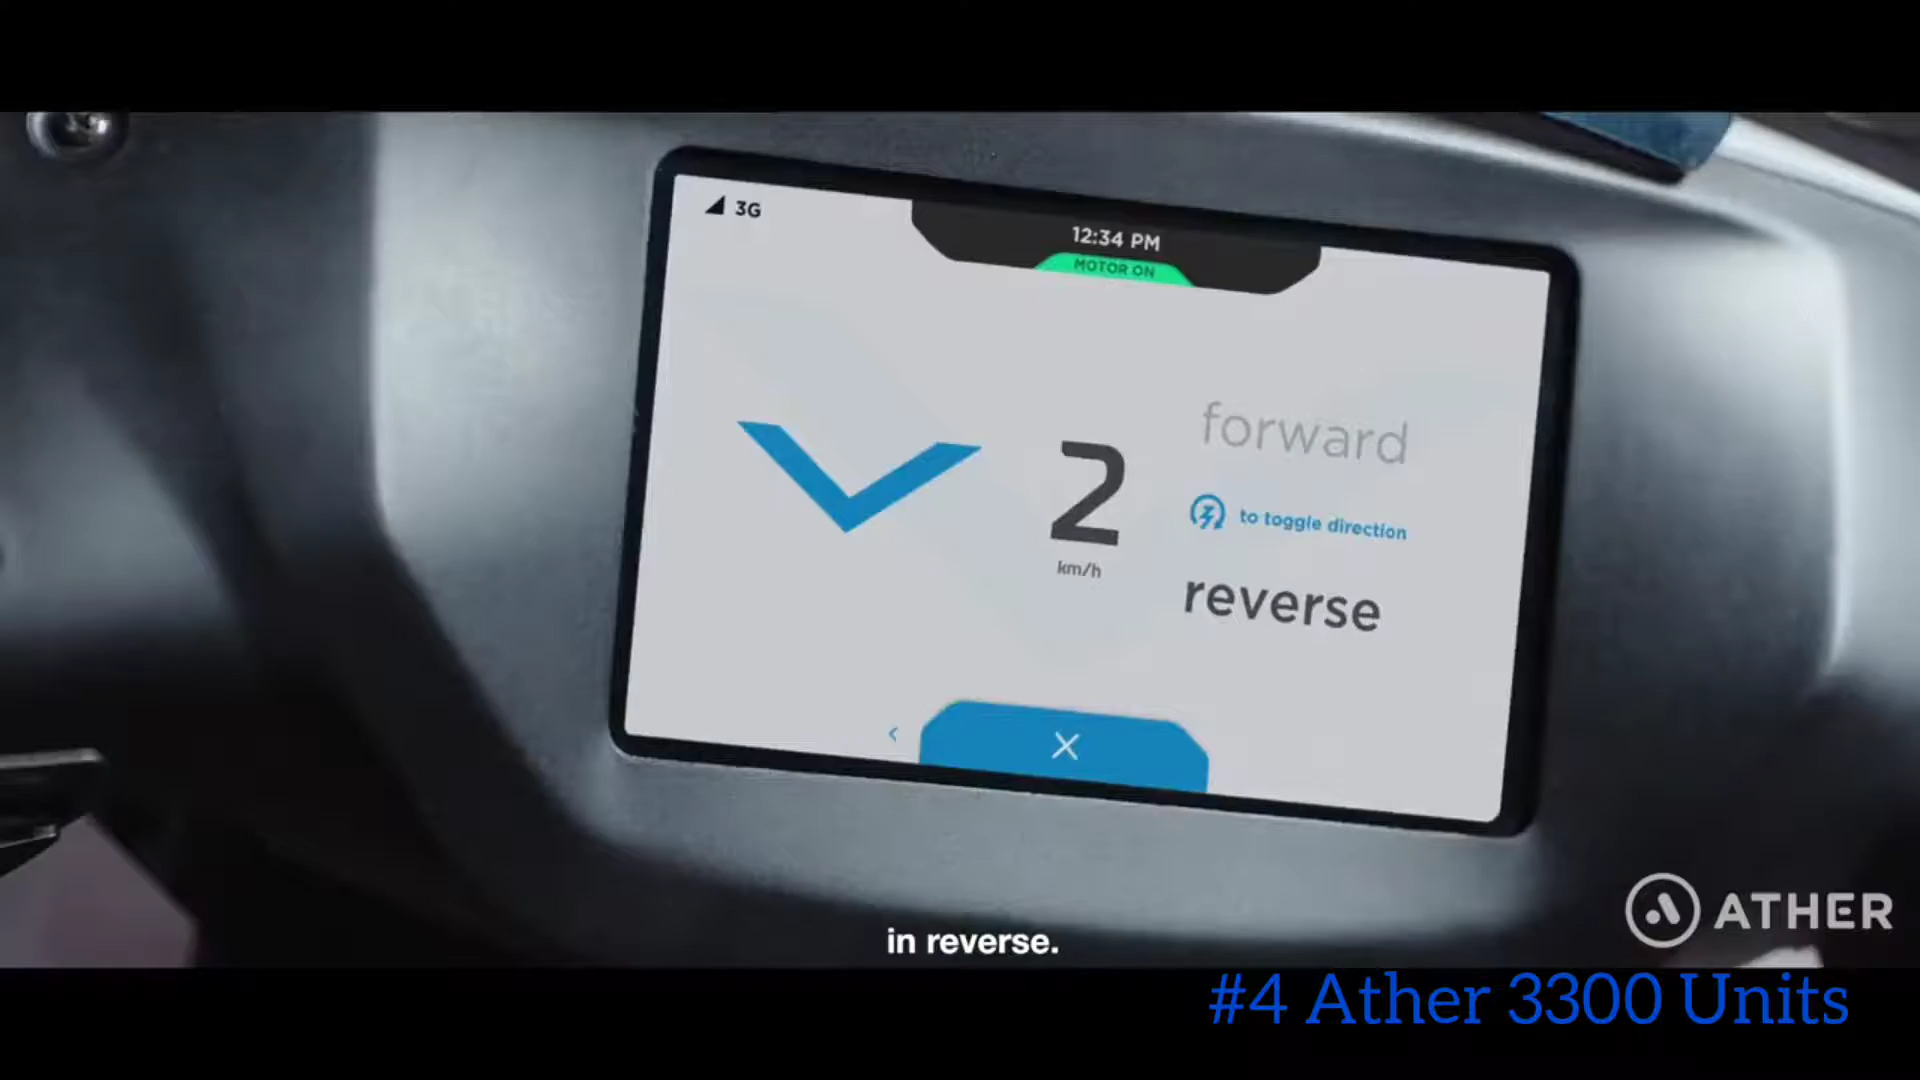 3G
12:34 PM
MOTOR ON
forward
2
km/h
to toggle direction
reverse
ATHER
in reverse.
#4 Ather 3300 Units